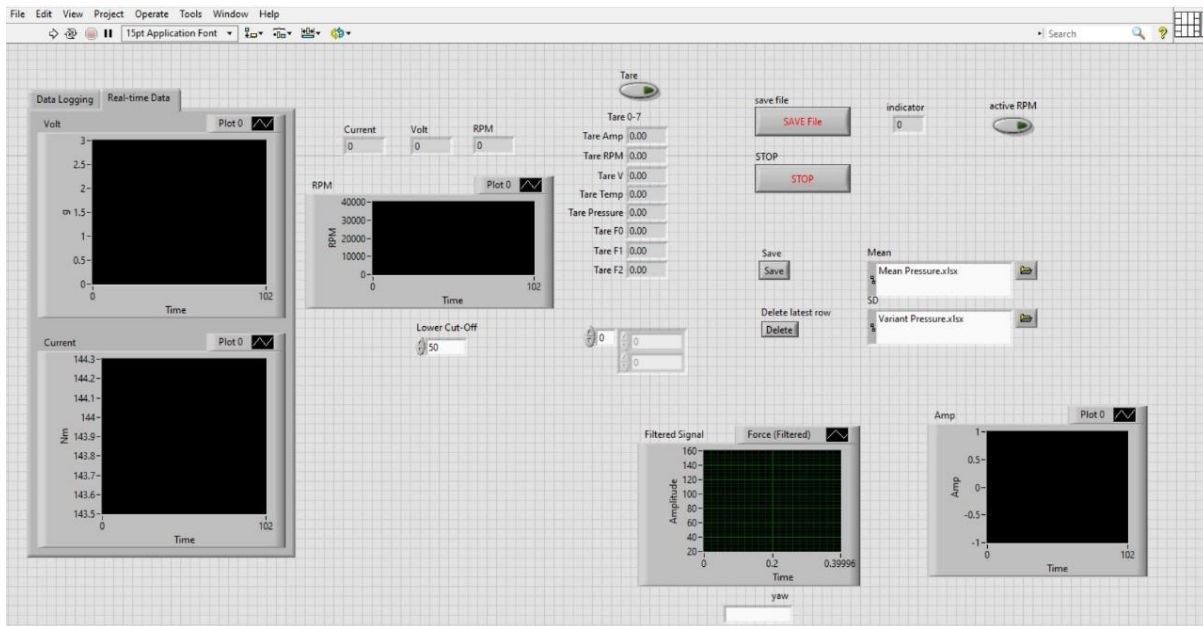 File Edit View Project Operate Tools Window Help
15pt Application Font
Search
Data Logging
Real-time Data
Volt
Plot 0
3
2.5
2
1.5
1
0.5
0
g
0
102
Time
Current
Plot 0
144.3
144.2
144.1
144
143.9
143.8
143.7
143.6
143.5
Nm
0
102
Time
Current
0
Volt
0
RPM
0
RPM
Plot 0
40000
30000
20000
10000
0
RPM
0
102
Time
Lower Cut-Off
50
Tare
Tare 0-7
Tare Amp 0.00
Tare RPM 0.00
Tare V 0.00
Tare Temp 0.00
Tare Pressure 0.00
Tare F0 0.00
Tare F1 0.00
Tare F2 0.00
0
0
0
save file
SAVE File
STOP
STOP
indicator
0
active RPM
Save
Save
Delete latest row
Delete
Mean
Mean Pressure.xlsx
SD
Variant Pressure.xlsx
Filtered Signal
Force (Filtered)
160
140
120
100
80
60
40
20
Amplitude
0
0.2
0.39996
Time
yaw
Amp
Plot 0
1
0.5
0
-0.5
-1
Amp
0
102
Time